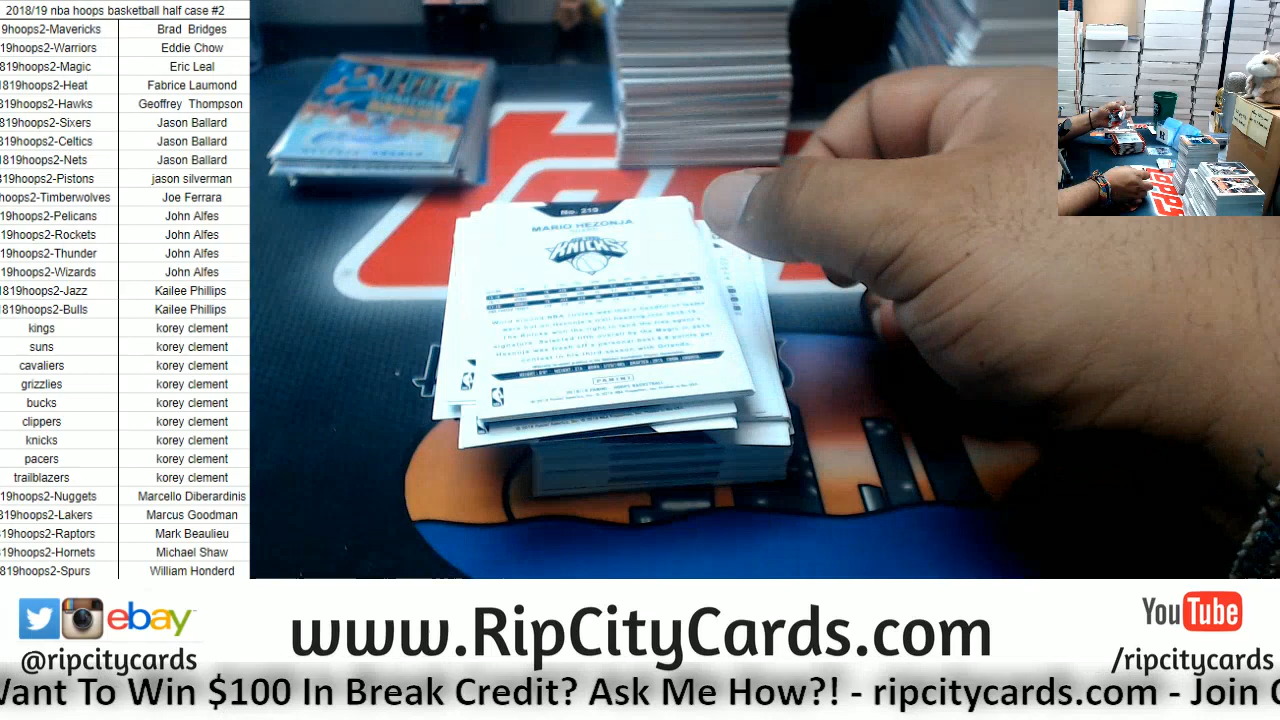 2018/19 nba hoops basketball half case #2
19hoops2-Mavericks Brad Bridges
19hoops2-Warriors Eddie Chow
1819hoops2-Magic Eric Leal
1819hoops2-Heat Fabrice Laumond
819hoops2-Hawks Geoffrey Thompson
819hoops2-Sixers Jason Ballard
819hoops2-Celtics Jason Ballard
1819hoops2-Nets Jason Ballard
819hoops2-Pistons jason silverman
hoops2-Timberwolves Joe Ferrara
19hoops2-Pelicans John Alfes
19hoops2-Rockets John Alfes
19hoops2-Thunder John Alfes
19hoops2-Wizards John Alfes
1819hoops2-Jazz Kailee Phillips
1819hoops2-Bulls Kailee Phillips
kings korey clement
suns korey clement
cavaliers korey clement
grizzlies korey clement
bucks korey clement
clippers korey clement
knicks korey clement
pacers korey clement
trailblazers korey clement
19hoops2-Nuggets Marcello Diberardinis
819hoops2-Lakers Marcus Goodman
19hoops2-Raptors Mark Beaulieu
19hoops2-Hornets Michael Shaw
819hoops2-Spurs William Honderd
No. 219
MARIO HEZONJA
KNICKS
PANINI
ebay
@ripcitycards
www.RipCityCards.com
YouTube
/ripcitycards
Want To Win $100 In Break Credit? Ask Me How?! - ripcitycards.com - Join